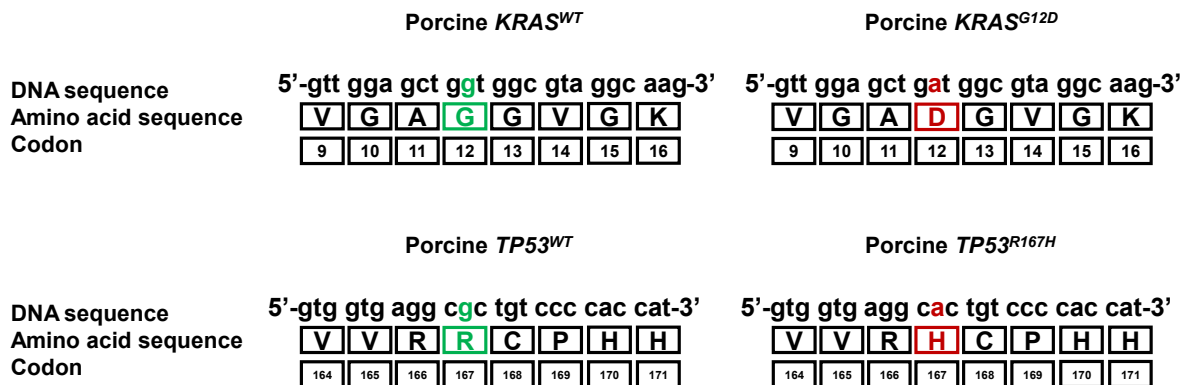 Porcine KRASWT Porcine KRASG12D
DNA sequence 5’-gtt gga gct ggt ggc gta ggc aag-3’ 5’-gtt gga gct gat ggc gta ggc aag-3’
Amino acid sequence V G A G G V G K V G A D G V G K
Codon 9 10 11 12 13 14 15 16 9 10 11 12 13 14 15 16
Porcine TP53WT Porcine TP53R167H
DNA sequence 5’-gtg gtg agg cgc tgt ccc cac cat-3’ 5’-gtg gtg agg cac tgt ccc cac cat-3’
Amino acid sequence V V R R C P H H V V R H C P H H
Codon 164 165 166 167 168 169 170 171 164 165 166 167 168 169 170 171